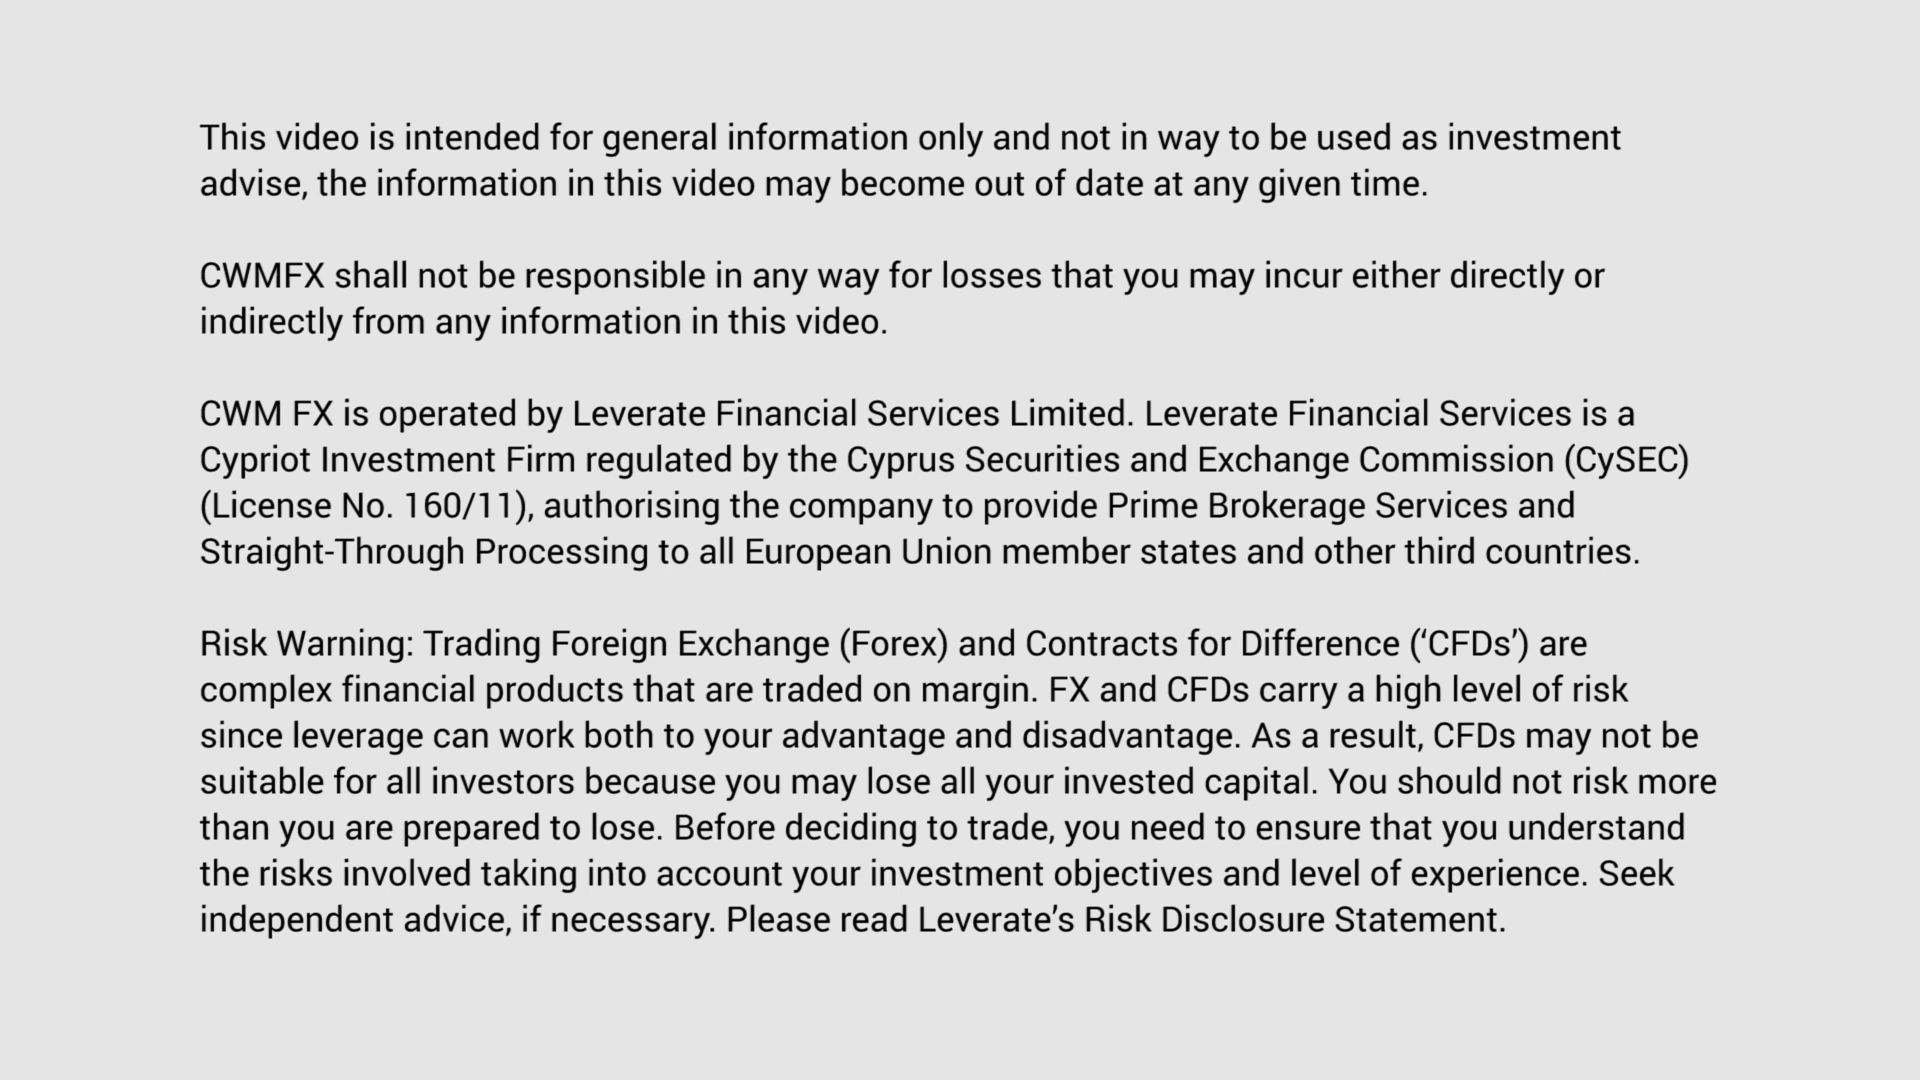 This video is intended for general information only and not in way to be used as investment
advise, the information in this video may become out of date at any given time.
CWMFX shall not be responsible in any way for losses that you may incur either directly or
indirectly from any information in this video.
CWM FX is operated by Leverate Financial Services Limited. Leverate Financial Services is a
Cypriot Investment Firm regulated by the Cyprus Securities and Exchange Commission (CySEC)
(License No. 160/11), authorising the company to provide Prime Brokerage Services and
Straight-Through Processing to all European Union member states and other third countries.
Risk Warning: Trading Foreign Exchange (Forex) and Contracts for Difference (‘CFDs’) are
complex financial products that are traded on margin. FX and CFDs carry a high level of risk
since leverage can work both to your advantage and disadvantage. As a result, CFDs may not be
suitable for all investors because you may lose all your invested capital. You should not risk more
than you are prepared to lose. Before deciding to trade, you need to ensure that you understand
the risks involved taking into account your investment objectives and level of experience. Seek
independent advice, if necessary. Please read Leverate’s Risk Disclosure Statement.